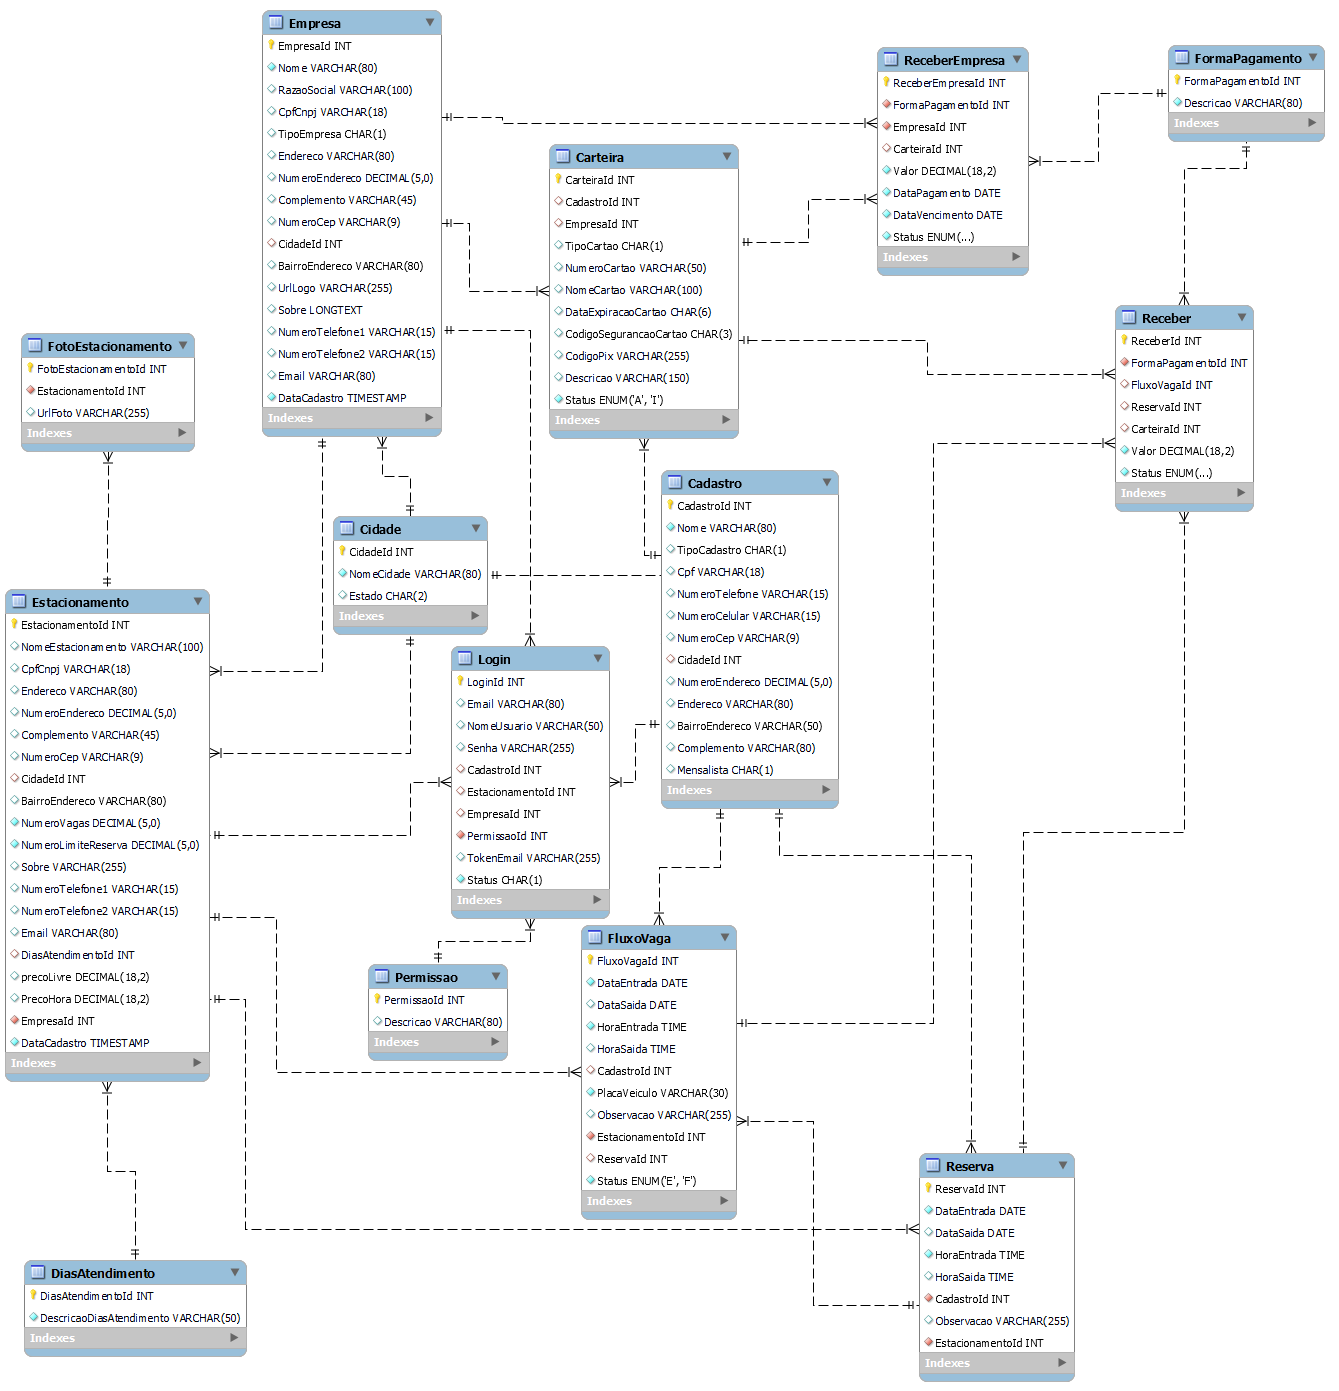 Empresa
EmpresaId INT
Nome VARCHAR(80)
RazaoSocial VARCHAR(100)
CpfCnpj VARCHAR(18)
TipoEmpresa CHAR(1)
Endereco VARCHAR(80)
NumeroEndereco DECIMAL(5,0)
Complemento VARCHAR(45)
NumeroCep VARCHAR(9)
CidadeId INT
BairroEndereco VARCHAR(80)
UrlLogo VARCHAR(255)
Sobre LONGTEXT
NumeroTelefone1 VARCHAR(15)
NumeroTelefone2 VARCHAR(15)
Email VARCHAR(80)
DataCadastro TIMESTAMP
Indexes
ReceberEmpresa
ReceberEmpresaId INT
FormaPagamentoId INT
EmpresaId INT
CarteiraId INT
Valor DECIMAL(18,2)
DataPagamento DATE
DataVencimento DATE
Status ENUM(...)
Indexes
FormaPagamento
FormaPagamentoId INT
Descricao VARCHAR(80)
Indexes
Carteira
CarteiraId INT
CadastroId INT
EmpresaId INT
TipoCartao CHAR(1)
NumeroCartao VARCHAR(50)
NomeCartao VARCHAR(100)
DataExpiracaoCartao CHAR(6)
CodigoSegurancaoCartao CHAR(3)
CodigoPix VARCHAR(255)
Descricao VARCHAR(150)
Status ENUM('A', 'I')
Indexes
Receber
ReceberId INT
FormaPagamentoId INT
FluxoVagaId INT
ReservaId INT
CarteiraId INT
Valor DECIMAL(18,2)
Status ENUM(...)
Indexes
FotoEstacionamento
FotoEstacionamentoId INT
EstacionamentoId INT
UrlFoto VARCHAR(255)
Indexes
Cadastro
CadastroId INT
Nome VARCHAR(80)
TipoCadastro CHAR(1)
Cpf VARCHAR(18)
NumeroTelefone VARCHAR(15)
NumeroCelular VARCHAR(15)
NumeroCep VARCHAR(9)
CidadeId INT
NumeroEndereco DECIMAL(5,0)
Endereco VARCHAR(80)
BairroEndereco VARCHAR(50)
Complemento VARCHAR(80)
Mensalista CHAR(1)
Indexes
Cidade
CidadeId INT
NomeCidade VARCHAR(80)
Estado CHAR(2)
Indexes
Estacionamento
EstacionamentoId INT
NomeEstacionamento VARCHAR(100)
CpfCnpj VARCHAR(18)
Endereco VARCHAR(80)
NumeroEndereco DECIMAL(5,0)
Complemento VARCHAR(45)
NumeroCep VARCHAR(9)
CidadeId INT
BairroEndereco VARCHAR(80)
NumeroVagas DECIMAL(5,0)
NumeroLimiteReserva DECIMAL(5,0)
Sobre VARCHAR(255)
NumeroTelefone1 VARCHAR(15)
NumeroTelefone2 VARCHAR(15)
Email VARCHAR(80)
DiasAtendimentoId INT
precoLivre DECIMAL(18,2)
PrecoHora DECIMAL(18,2)
EmpresaId INT
DataCadastro TIMESTAMP
Indexes
Login
LoginId INT
Email VARCHAR(80)
NomeUsuario VARCHAR(50)
Senha VARCHAR(255)
CadastroId INT
EstacionamentoId INT
EmpresaId INT
PermissaoId INT
TokenEmail VARCHAR(255)
Status CHAR(1)
Indexes
Permissao
PermissaoId INT
Descricao VARCHAR(80)
Indexes
FluxoVaga
FluxoVagaId INT
DataEntrada DATE
DataSaida DATE
HoraEntrada TIME
HoraSaida TIME
CadastroId INT
PlacaVeiculo VARCHAR(30)
Observacao VARCHAR(255)
EstacionamentoId INT
ReservaId INT
Status ENUM('E', 'F')
Indexes
Reserva
ReservaId INT
DataEntrada DATE
DataSaida DATE
HoraEntrada TIME
HoraSaida TIME
CadastroId INT
Observacao VARCHAR(255)
EstacionamentoId INT
Indexes
DiasAtendimento
DiasAtendimentoId INT
DescricaoDiasAtendimento VARCHAR(50)
Indexes